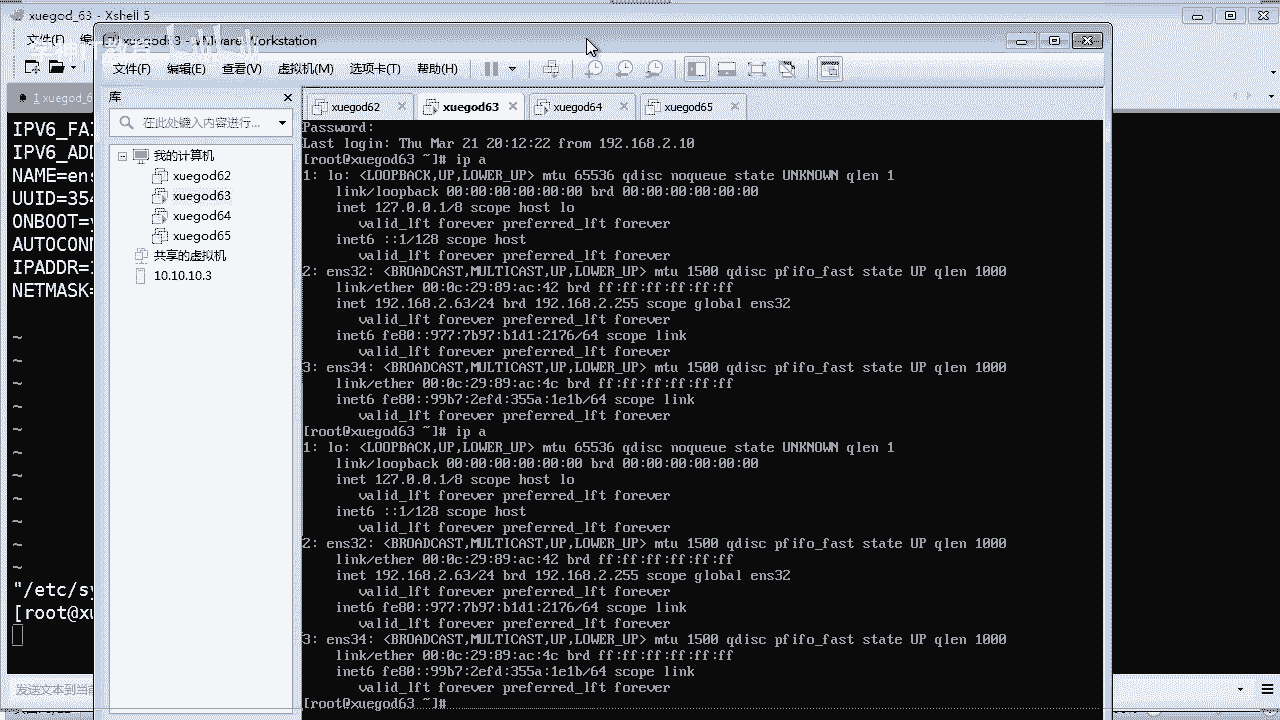 xuegod_63 - Xshell 5
文件(F)
xuegod63 - VMware Workstation
文件(F) 编辑(E) 查看(V) 虚拟机(M) 选项卡(T) 帮助(H)
1 xuegod_6
库
在此处键入内容进行...
我的计算机
xuegod62
xuegod63
xuegod64
xuegod65
共享的虚拟机
10.10.10.3
IPV6_FAI
IPV6_ADD
NAME=ens
UUID=354
ONBOOT=y
AUTOCONN
IPADDR=1
NETMASK=
~
~
~
~
~
~
~
~
~
~
~
"/etc/sy
[root@xu
发送文本到当前
xuegod62 xuegod63 xuegod64 xuegod65
Password:
Last login: Thu Mar 21 20:12:22 from 192.168.2.10
[root@xuegod63 ~]# ip a
1: lo: <LOOPBACK,UP,LOWER_UP> mtu 65536 qdisc noqueue state UNKNOWN qlen 1
link/loopback 00:00:00:00:00:00 brd 00:00:00:00:00:00
inet 127.0.0.1/8 scope host lo
valid_lft forever preferred_lft forever
inet6 ::1/128 scope host
valid_lft forever preferred_lft forever
2: ens32: <BROADCAST,MULTICAST,UP,LOWER_UP> mtu 1500 qdisc pfifo_fast state UP qlen 1000
link/ether 00:0c:29:89:ac:42 brd ff:ff:ff:ff:ff:ff
inet 192.168.2.63/24 brd 192.168.2.255 scope global ens32
valid_lft forever preferred_lft forever
inet6 fe80::977:7b97:b1d1:2176/64 scope link
valid_lft forever preferred_lft forever
3: ens34: <BROADCAST,MULTICAST,UP,LOWER_UP> mtu 1500 qdisc pfifo_fast state UP qlen 1000
link/ether 00:0c:29:89:ac:4c brd ff:ff:ff:ff:ff:ff
inet6 fe80::99b7:2efd:355a:1e1b/64 scope link
valid_lft forever preferred_lft forever
[root@xuegod63 ~]# ip a
1: lo: <LOOPBACK,UP,LOWER_UP> mtu 65536 qdisc noqueue state UNKNOWN qlen 1
link/loopback 00:00:00:00:00:00 brd 00:00:00:00:00:00
inet 127.0.0.1/8 scope host lo
valid_lft forever preferred_lft forever
inet6 ::1/128 scope host
valid_lft forever preferred_lft forever
2: ens32: <BROADCAST,MULTICAST,UP,LOWER_UP> mtu 1500 qdisc pfifo_fast state UP qlen 1000
link/ether 00:0c:29:89:ac:42 brd ff:ff:ff:ff:ff:ff
inet 192.168.2.63/24 brd 192.168.2.255 scope global ens32
valid_lft forever preferred_lft forever
inet6 fe80::977:7b97:b1d1:2176/64 scope link
valid_lft forever preferred_lft forever
3: ens34: <BROADCAST,MULTICAST,UP,LOWER_UP> mtu 1500 qdisc pfifo_fast state UP qlen 1000
link/ether 00:0c:29:89:ac:4c brd ff:ff:ff:ff:ff:ff
inet6 fe80::99b7:2efd:355a:1e1b/64 scope link
valid_lft forever preferred_lft forever
[root@xuegod63 ~]#